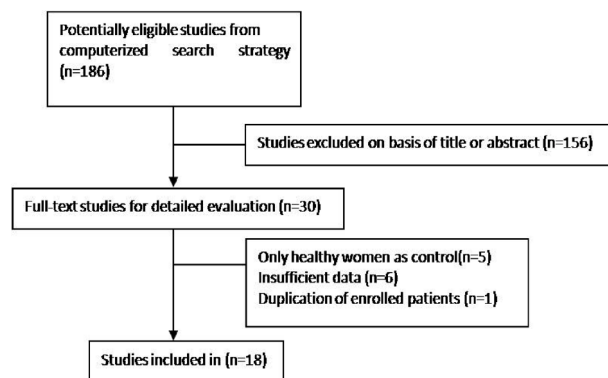 Potentially eligible studies from
computerized search strategy
(n=186)
Studies excluded on basis of title or abstract (n=156)
Full-text studies for detailed evaluation (n=30)
Only healthy women as control(n=5)
Insufficient data (n=6)
Duplication of enrolled patients (n=1)
Studies included in (n=18)